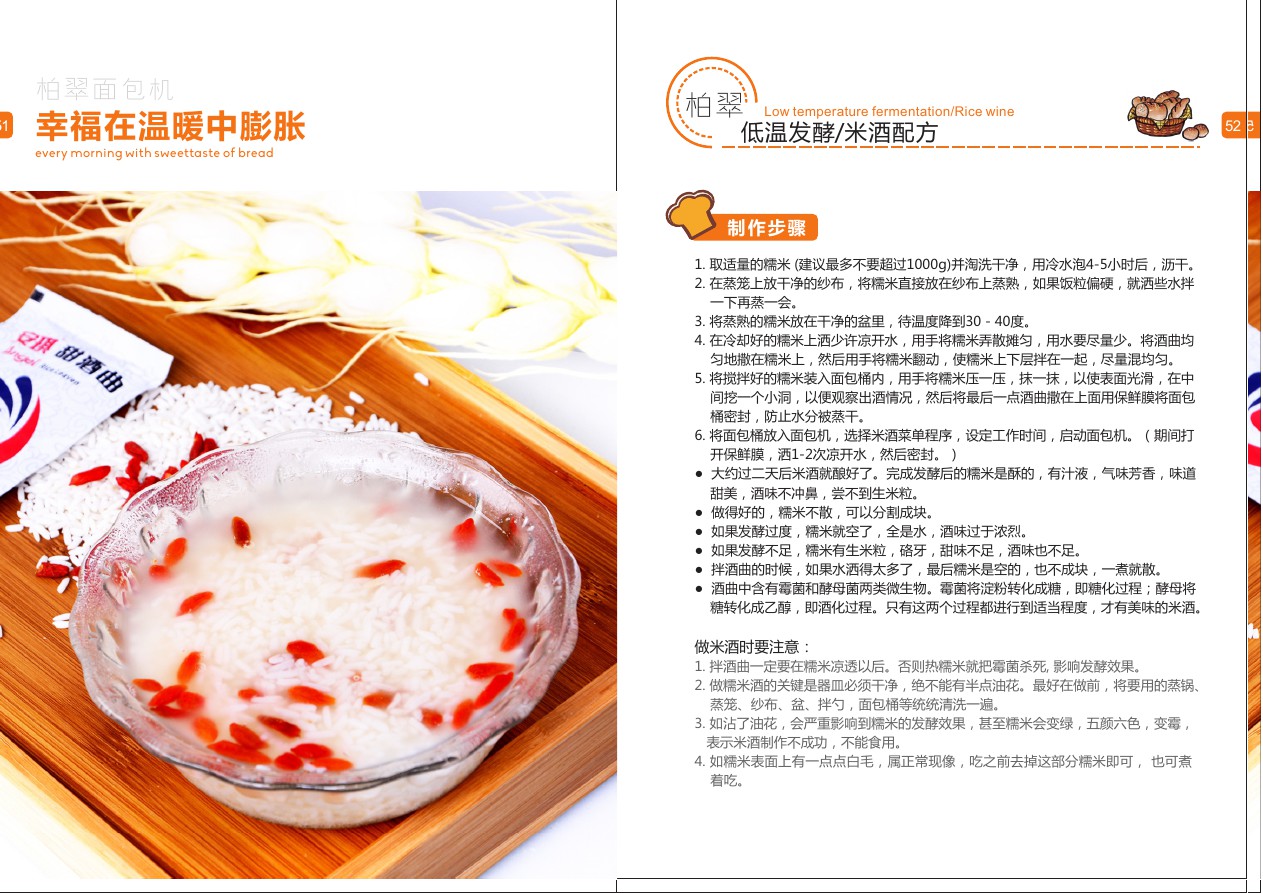 柏翠面包机
幸福在温暖中膨胀
every morning with sweettaste of bread
安琪 甜酒曲
Angel
柏翠
Low temperature fermentation/Rice wine
低温发酵/米酒配方
52
制作步骤
1. 取适量的糯米 (建议最多不要超过1000g)并淘洗干净，用冷水泡4-5小时后，沥干。
2. 在蒸笼上放干净的纱布，将糯米直接放在纱布上蒸熟，如果饭粒偏硬，就洒些水拌
一下再蒸一会。
3. 将蒸熟的糯米放在干净的盆里，待温度降到30－40度。
4. 在冷却好的糯米上洒少许凉开水，用手将糯米弄散摊匀，用水要尽量少。将酒曲均
匀地撒在糯米上，然后用手将糯米翻动，使糯米上下层拌在一起，尽量混均匀。
5. 将搅拌好的糯米装入面包桶内，用手将糯米压一压，抹一抹，以使表面光滑，在中
间挖一个小洞，以便观察出酒情况，然后将最后一点酒曲撒在上面用保鲜膜将面包
桶密封，防止水分被蒸干。
6. 将面包桶放入面包机，选择米酒菜单程序，设定工作时间，启动面包机。（ 期间打
开保鲜膜，洒1-2次凉开水，然后密封。 ）
● 大约过二天后米酒就酿好了。完成发酵后的糯米是酥的，有汁液，气味芳香，味道
甜美，酒味不冲鼻，尝不到生米粒。
● 做得好的，糯米不散，可以分割成块。
● 如果发酵过度，糯米就空了，全是水，酒味过于浓烈。
● 如果发酵不足，糯米有生米粒，硌牙，甜味不足，酒味也不足。
● 拌酒曲的时候，如果水洒得太多了，最后糯米是空的，也不成块，一煮就散。
● 酒曲中含有霉菌和酵母菌两类微生物。霉菌将淀粉转化成糖，即糖化过程；酵母将
糖转化成乙醇，即酒化过程。只有这两个过程都进行到适当程度，才有美味的米酒。
做米酒时要注意：
1. 拌酒曲一定要在糯米凉透以后。否则热糯米就把霉菌杀死, 影响发酵效果。
2. 做糯米酒的关键是器皿必须干净，绝不能有半点油花。最好在做前，将要用的蒸锅、
蒸笼、纱布、盆、拌勺，面包桶等统统清洗一遍。
3. 如沾了油花，会严重影响到糯米的发酵效果，甚至糯米会变绿，五颜六色，变霉，
表示米酒制作不成功，不能食用。
4. 如糯米表面上有一点点白毛，属正常现像，吃之前去掉这部分糯米即可， 也可煮
着吃。